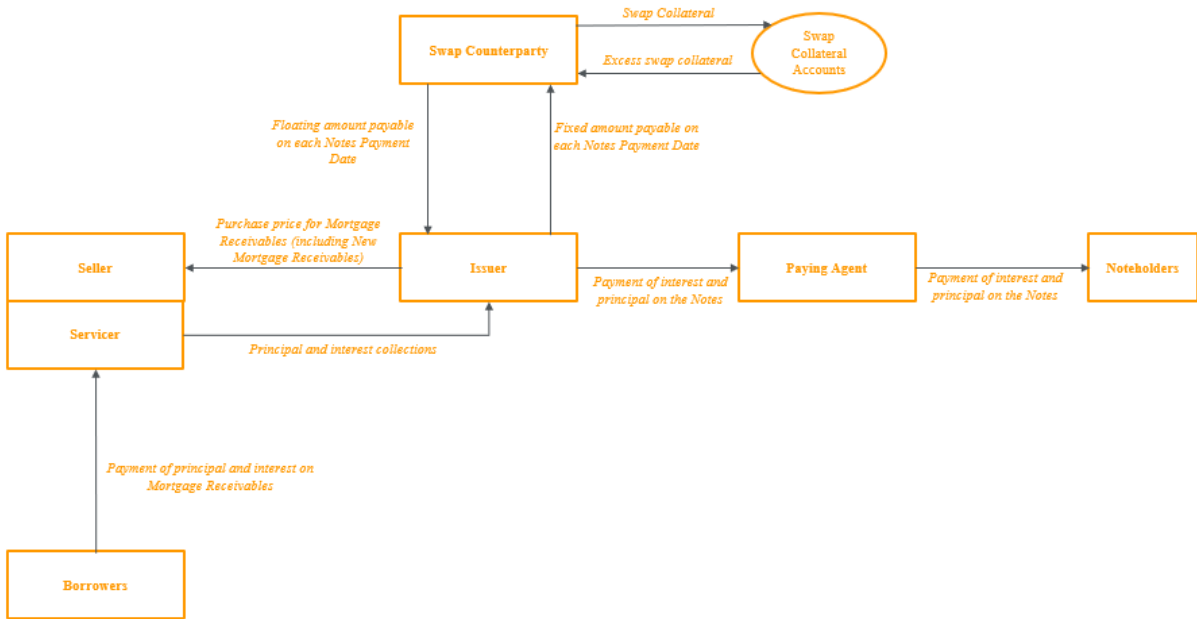 Swap Collateral
Swap Counterparty
Swap
Collateral
Accounts
Excess swap collateral
Floating amount payable
on each Notes Payment
Date
Fixed amount payable on
each Notes Payment Date
Purchase price for Mortgage
Receivables (including New
Mortgage Receivables)
Seller
Issuer
Payment of interest and
principal on the Notes
Paying Agent
Payment of interest and
principal on the Notes
Noteholders
Servicer
Principal and interest collections
Payment of principal and interest on
Mortgage Receivables
Borrowers